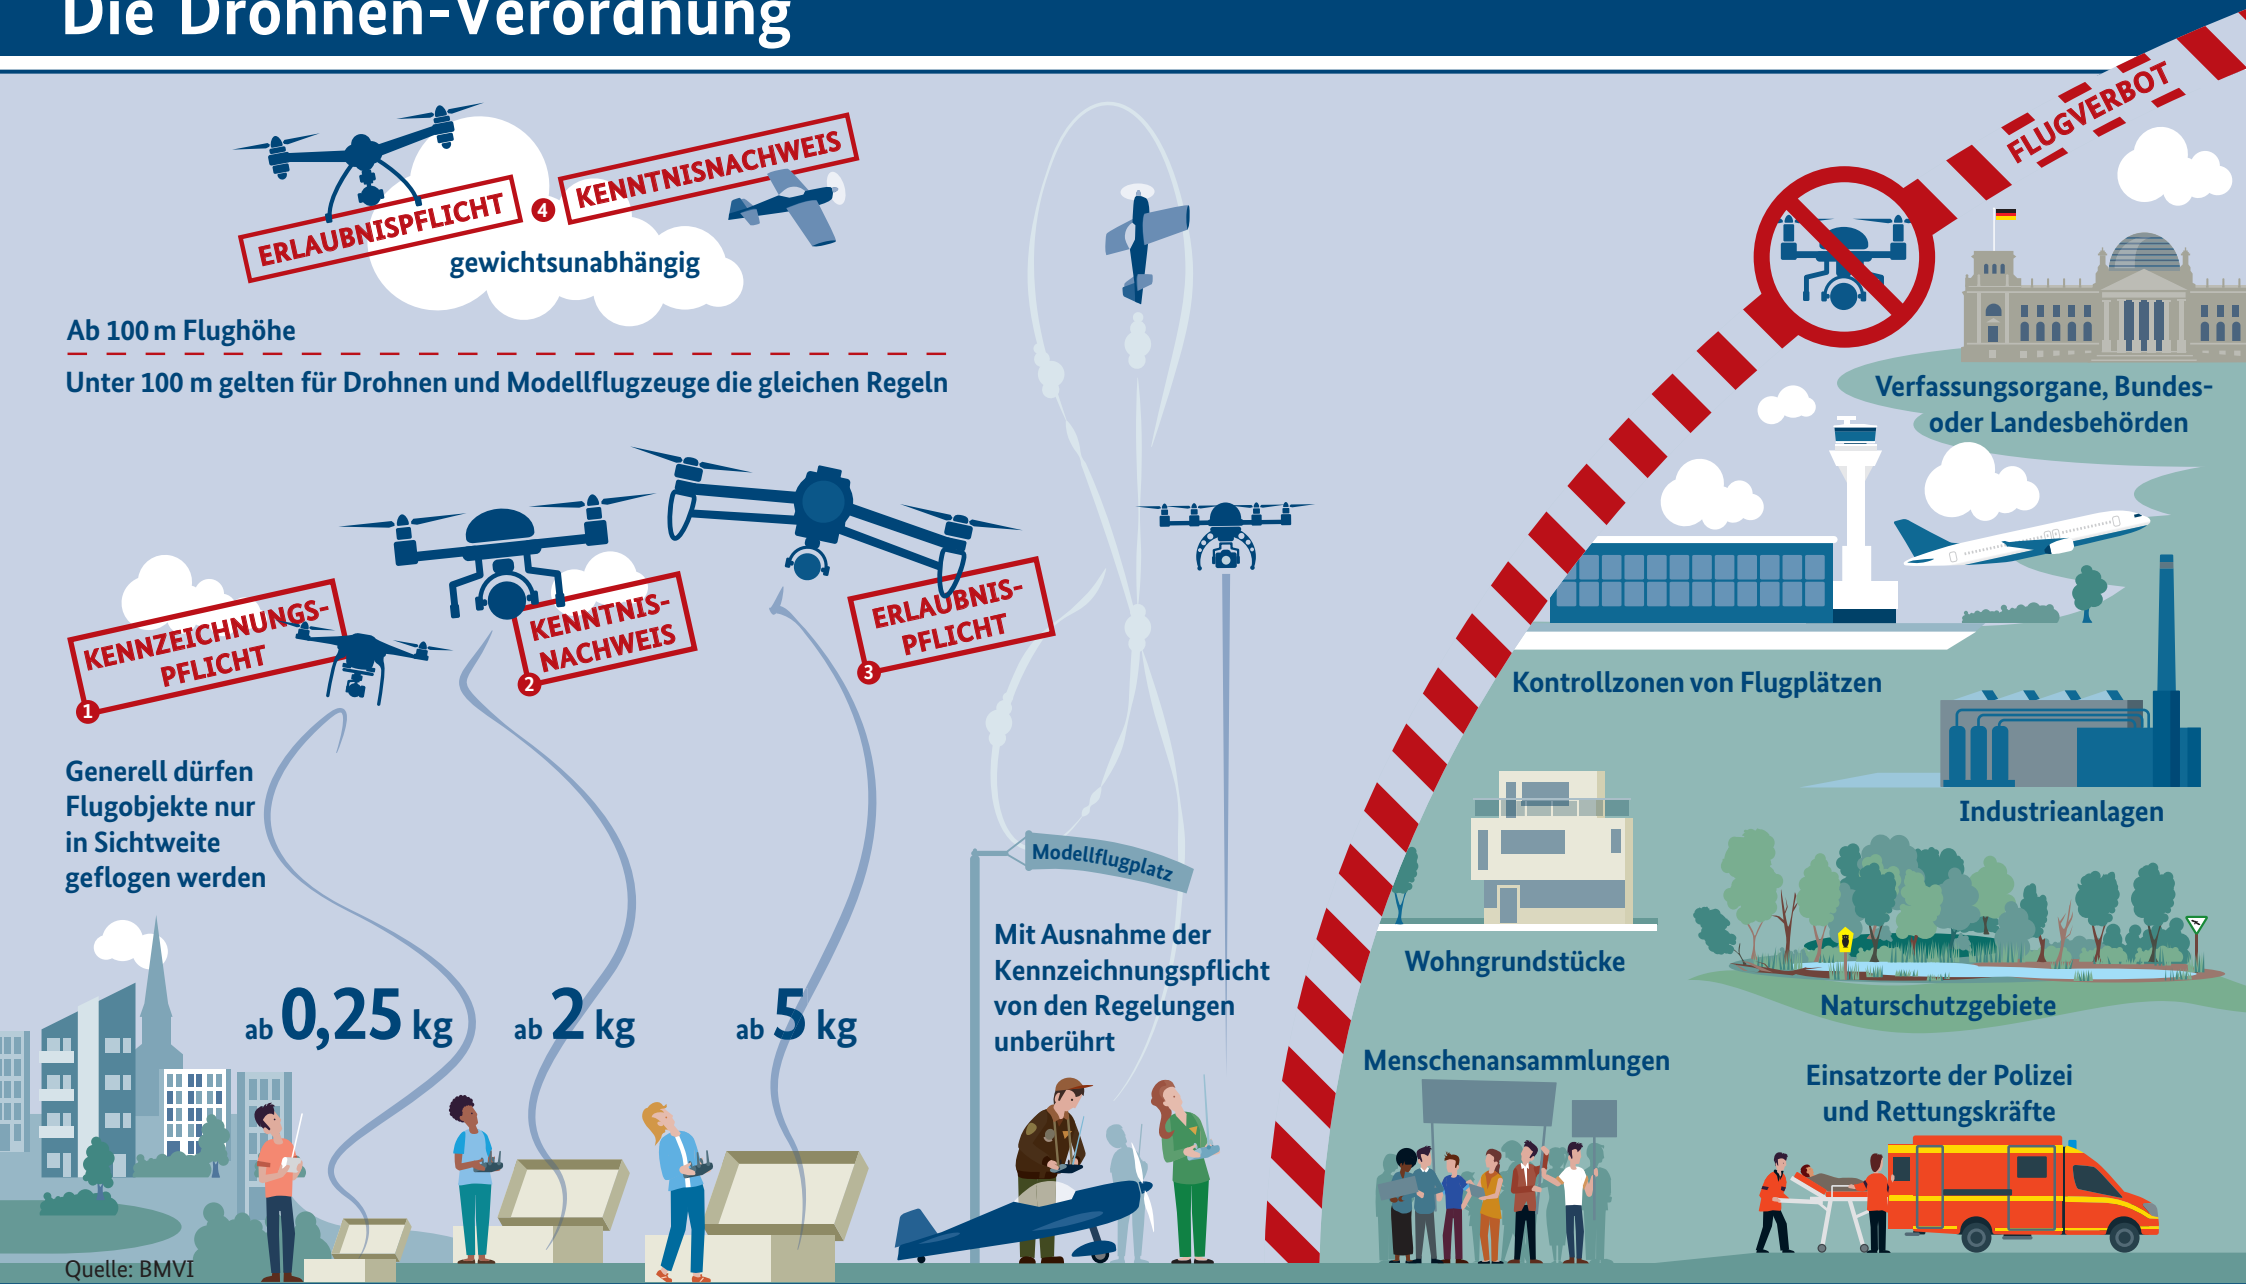 Die Drohnen-Verordnung
FLUGVERBOT
ERLAUBNISPFLICHT
4
KENNTNISNACHWEIS
gewichtsunabhängig
Ab 100 m Flughöhe
Unter 100 m gelten für Drohnen und Modellflugzeuge die gleichen Regeln
KENNZEICHNUNGS-
PFLICHT
1
KENNTNIS-
NACHWEIS
2
ERLAUBNIS-
PFLICHT
3
Generell dürfen
Flugobjekte nur
in Sichtweite
geflogen werden
ab 0,25 kg
ab 2 kg
ab 5 kg
Modellflugplatz
Mit Ausnahme der
Kennzeichnungspflicht
von den Regelungen
unberührt
Verfassungsorgane, Bundes-
oder Landesbehörden
Kontrollzonen von Flugplätzen
Industrieanlagen
Wohngrundstücke
Naturschutzgebiete
Menschenansammlungen
Einsatzorte der Polizei
und Rettungskräfte
Quelle: BMVI